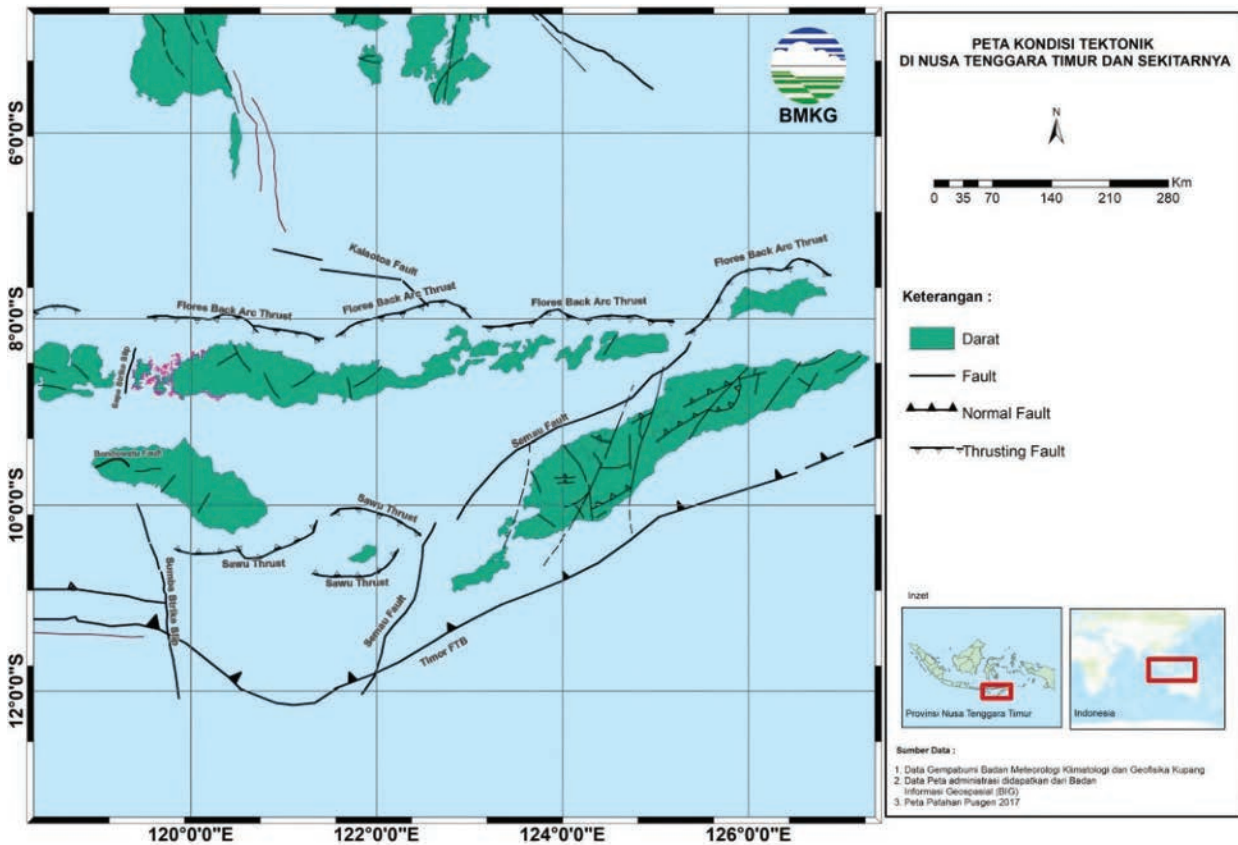 BMKG
6°0'0"S
8°0'0"S
10°0'0"S
12°0'0"S
120°0'0"E
122°0'0"E
124°0'0"E
126°0'0"E
Kalaotoa Fault
Flores Back Arc Thrust
Flores Back Arc Thrust
Flores Back Arc Thrust
Flores Back Arc Thrust
Sape Strike Slip
Semau Fault
Bondowatu Fault
Sawu Thrust
Sawu Thrust
Sawu Thrust
Sumba Strike Slip
Semau Fault
Timor FTB
PETA KONDISI TEKTONIK
DI NUSA TENGGARA TIMUR DAN SEKITARNYA
N
Km
0 35 70 140 210 280
Keterangan :
Darat
Fault
Normal Fault
Thrusting Fault
Inzet
Provinsi Nusa Tenggara Timur
Indonesia
Sumber Data :
1. Data Gempabumi Badan Meteorologi Klimatologi dan Geofisika Kupang
2. Data Peta administrasi didapatkan dari Badan
Informasi Geospasial (BIG)
3. Peta Patahan Pusgen 2017